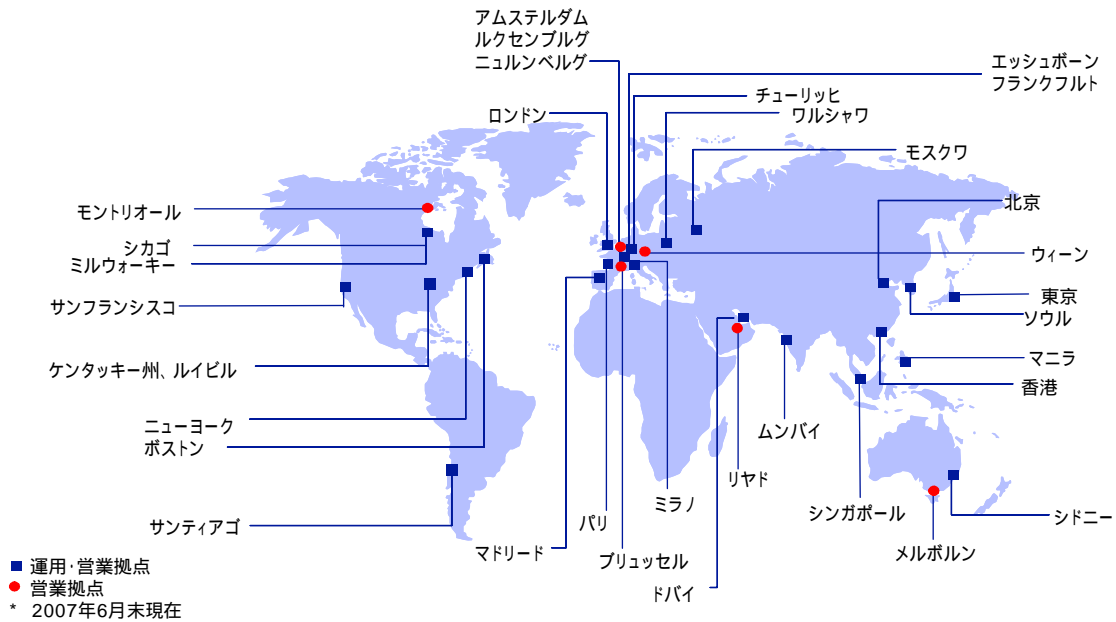 アムステルダム
ルクセンブルグ
ニュルンベルグ
エッシュボーン
フランクフルト
チューリッヒ
ロンドン
ワルシャワ
モスクワ
モントリオール
北京
シカゴ
ミルウォーキー
ウィーン
サンフランシスコ
東京
ソウル
マニラ
ケンタッキー州、ルイビル
香港
ニューヨーク
ボストン
ムンバイ
リヤド
ミラノ
シンガポール
シドニー
サンティアゴ
パリ
マドリード
ブリュッセル
メルボルン
ドバイ
運用･営業拠点
営業拠点
* 2007年6月末現在